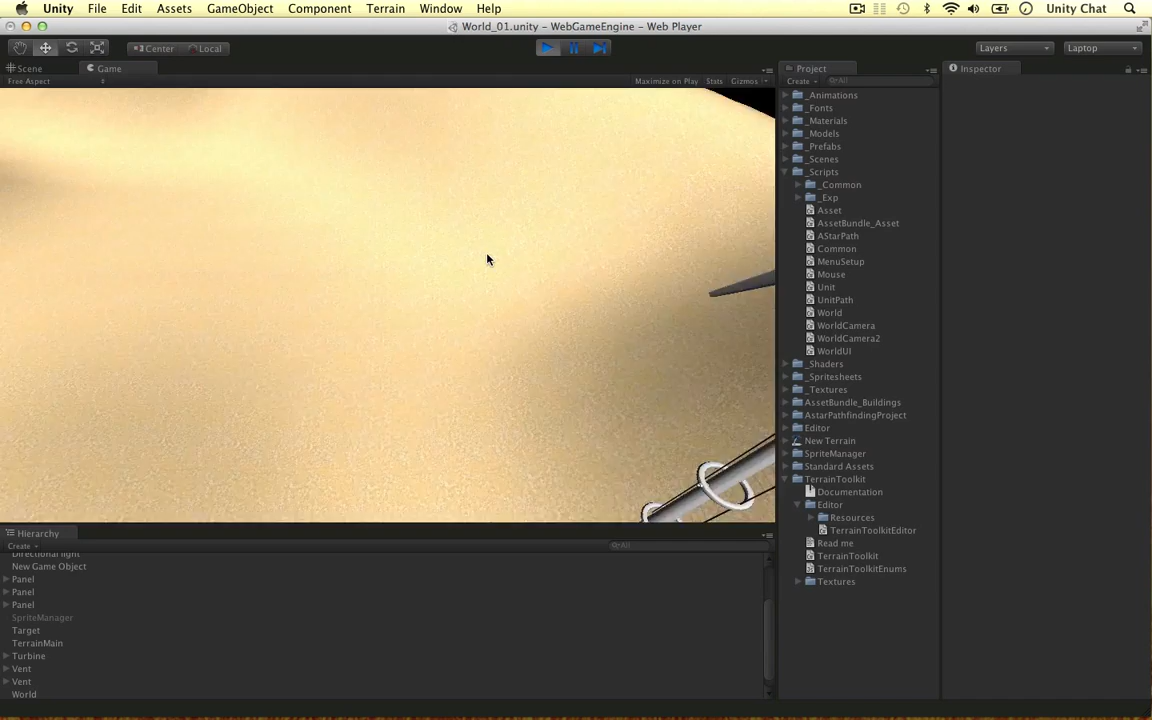 Unity File Edit Assets GameObject Component Terrain Window Help Unity Chat
World_01.unity – WebGameEngine – Web Player
Center Local Layers Laptop
Scene Game Project Inspector
Free Aspect Maximize on Play Stats Gizmos Create All
_Animations
_Fonts
_Materials
_Models
_Prefabs
_Scenes
_Scripts
_Common
_Exp
Asset
AssetBundle_Asset
AStarPath
Common
MenuSetup
Mouse
Unit
UnitPath
World
WorldCamera
WorldCamera2
WorldUI
_Shaders
_Spritesheets
_Textures
AssetBundle_Buildings
AstarPathfindingProject
Editor
New Terrain
SpriteManager
Standard Assets
TerrainToolkit
Documentation
Editor
Resources
TerrainToolkitEditor
Read me
TerrainToolkit
TerrainToolkitEnums
Textures
Hierarchy
Create All
Directional light
New Game Object
Panel
Panel
Panel
SpriteManager
Target
TerrainMain
Turbine
Vent
Vent
World